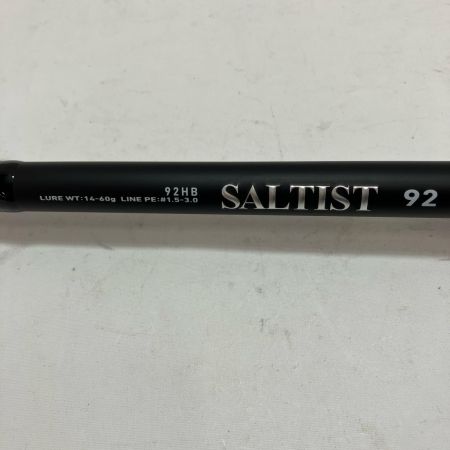 92HB
LURE WT:14-60g LINE PE:#1.5-3.0
SALTIST 92